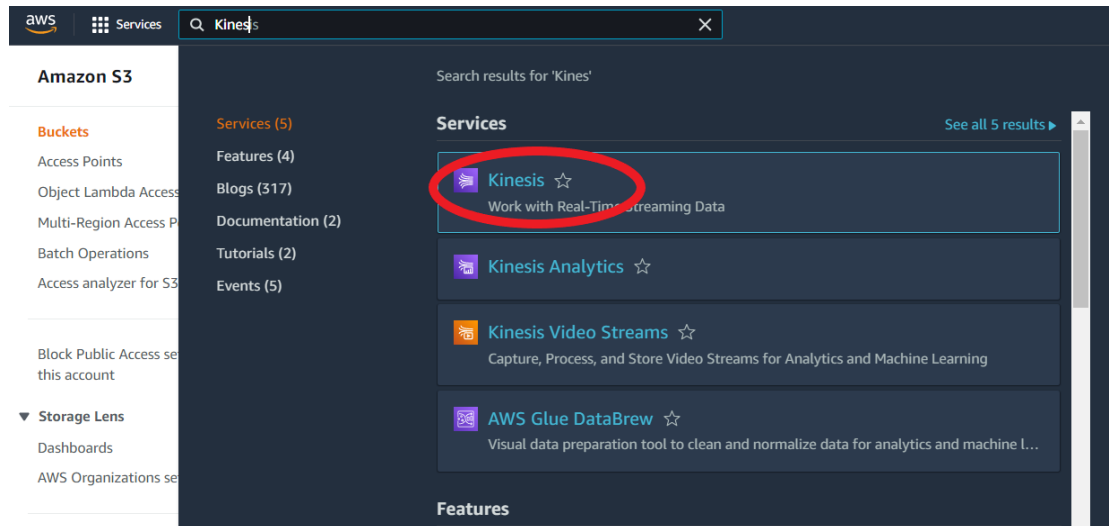 aws
Services
Kinesis
Amazon S3
Buckets
Access Points
Object Lambda Access
Multi-Region Access P
Batch Operations
Access analyzer for S3
Block Public Access se
this account
Storage Lens
Dashboards
AWS Organizations se
Search results for 'Kines'
Services (5)
Features (4)
Blogs (317)
Documentation (2)
Tutorials (2)
Events (5)
Services
See all 5 results
Kinesis
Work with Real-Time Streaming Data
Kinesis Analytics
Kinesis Video Streams
Capture, Process, and Store Video Streams for Analytics and Machine Learning
AWS Glue DataBrew
Visual data preparation tool to clean and normalize data for analytics and machine l...
Features